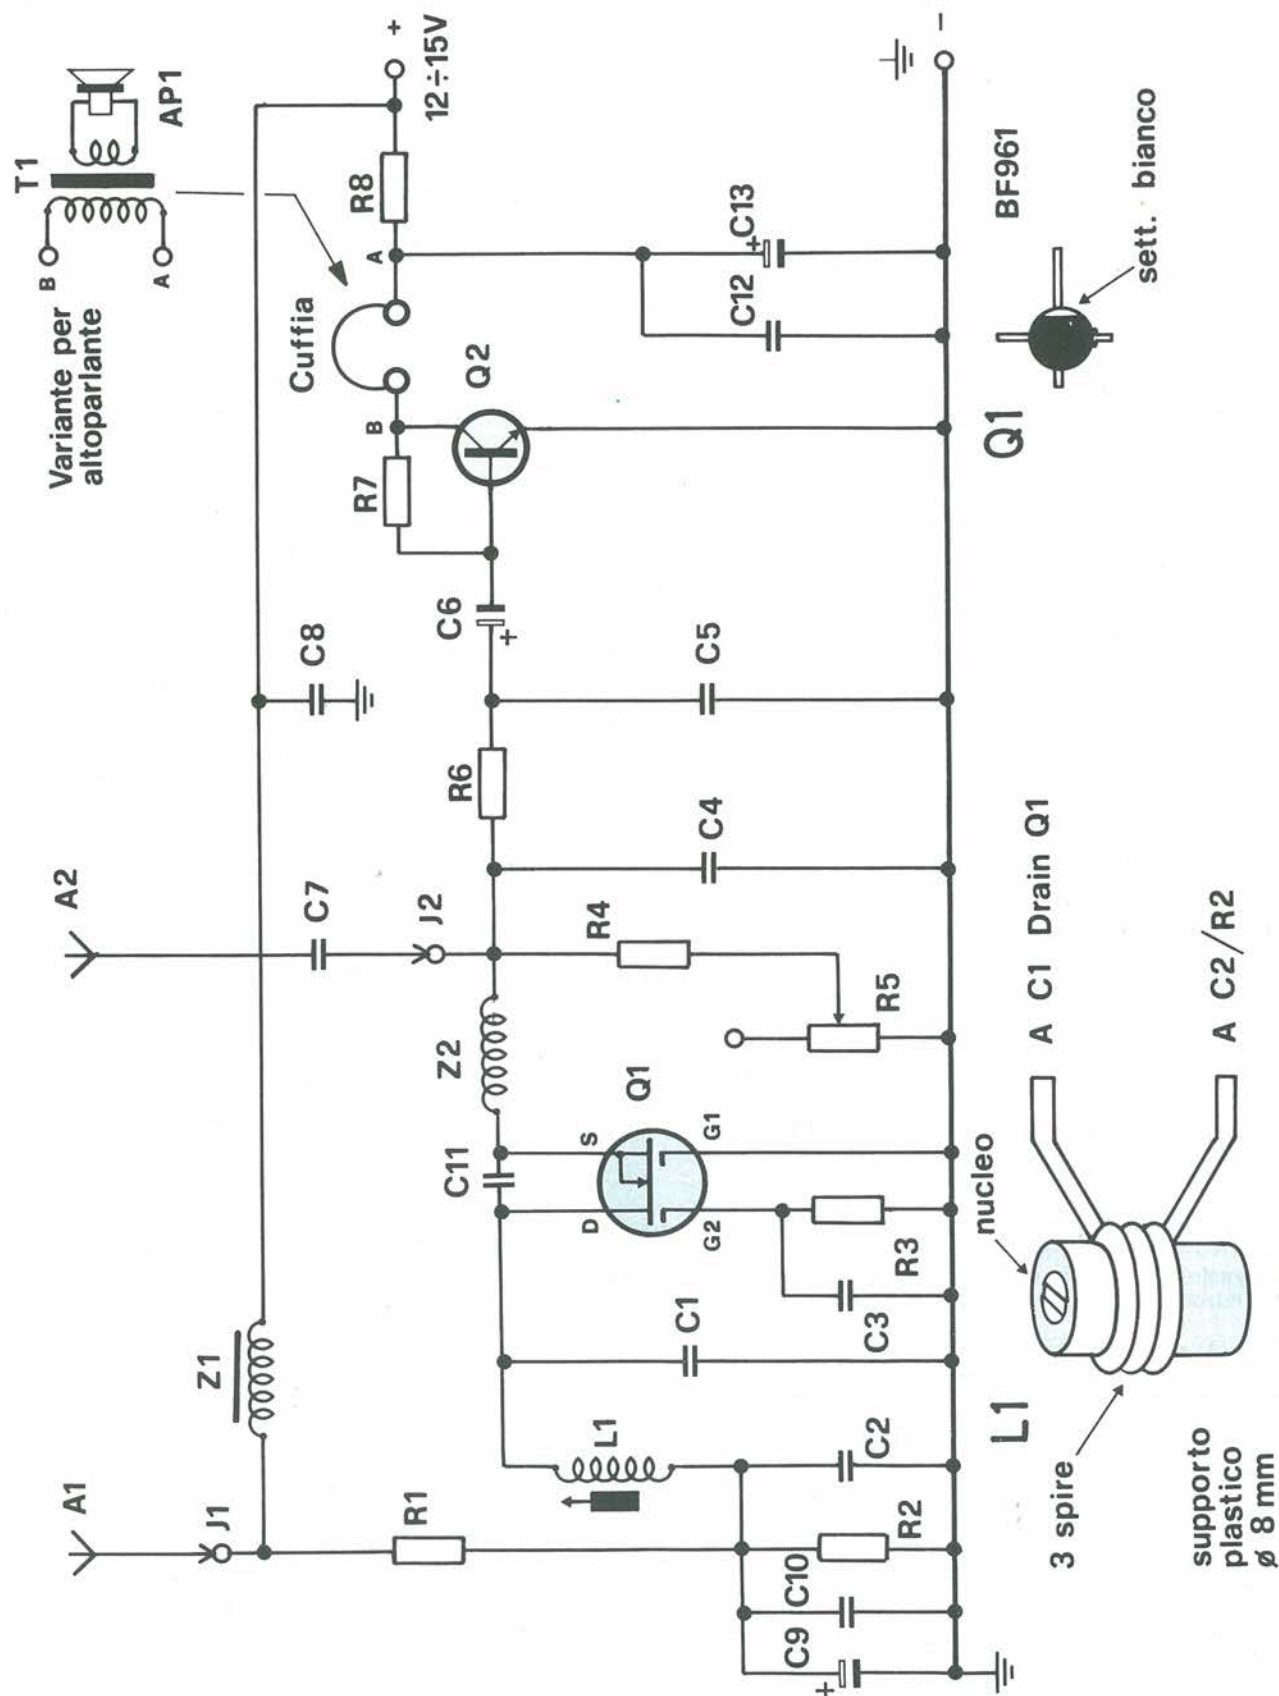 A1
J1
Z1
A2
C7
J2
C8
Variante per
altoparlante
B
A
T1
AP1
+
12÷15V
R8
A
Cuffia
B
R7
Q2
C6
+
R6
Z2
C11
S
D
Q1
G1
G2
R4
R5
C4
C5
C12
+
C13
-
R1
L1
C1
C3
R3
C2
R2
C10
C9
+
L1
3 spire
nucleo
supporto
plastico
ø 8 mm
A C1 Drain Q1
A C2/R2
Q1
BF961
sett. bianco